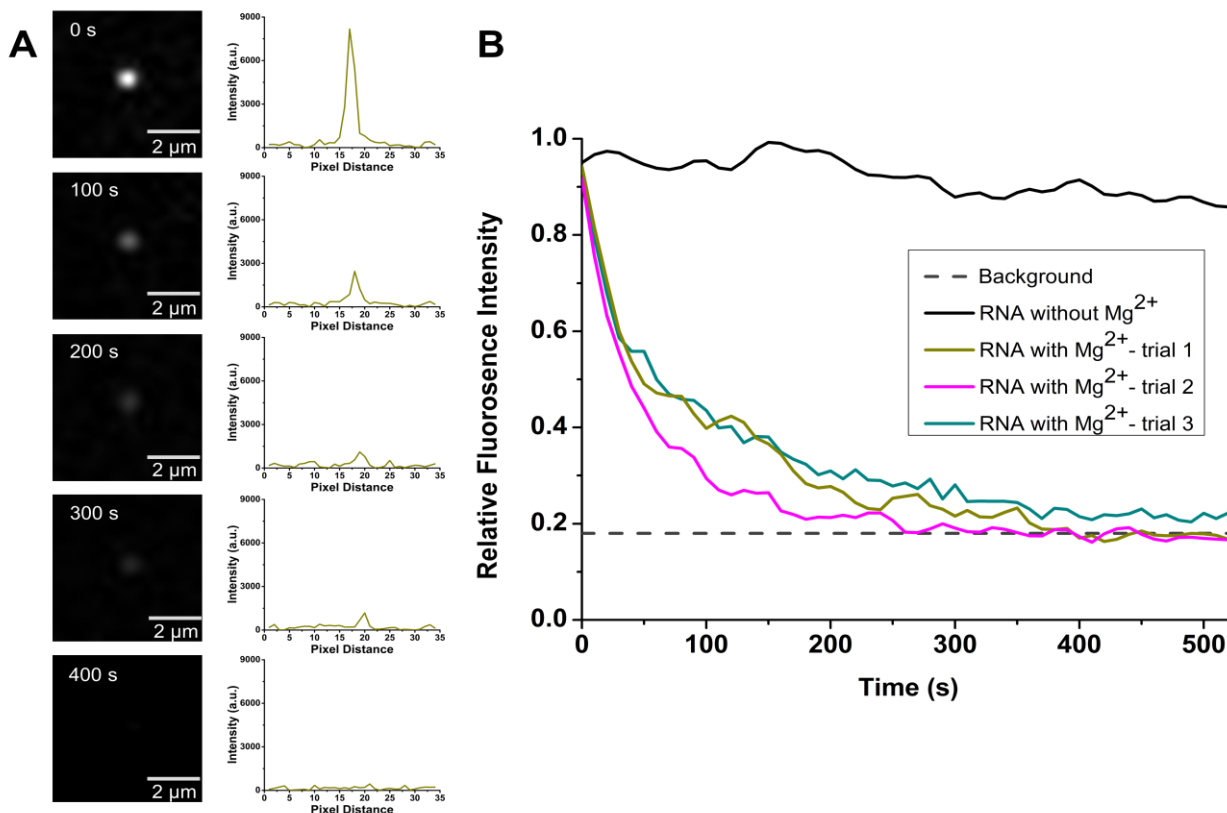 A
0 s
2 µm
9000
6000
3000
0
Intensity (a.u.)
0 5 10 15 20 25 30 35
Pixel Distance
100 s
2 µm
9000
6000
3000
0
Intensity (a.u.)
0 5 10 15 20 25 30 35
Pixel Distance
200 s
2 µm
9000
6000
3000
0
Intensity (a.u.)
0 5 10 15 20 25 30 35
Pixel Distance
300 s
2 µm
9000
6000
3000
0
Intensity (a.u.)
0 5 10 15 20 25 30 35
Pixel Distance
400 s
2 µm
9000
6000
3000
0
Intensity (a.u.)
0 5 10 15 20 25 30 35
Pixel Distance
B
Relative Fluorosence Intensity
1.0
0.8
0.6
0.4
0.2
0.0
Background
RNA without Mg²⁺
RNA with Mg²⁺- trial 1
RNA with Mg²⁺- trial 2
RNA with Mg²⁺- trial 3
0 100 200 300 400 500
Time (s)